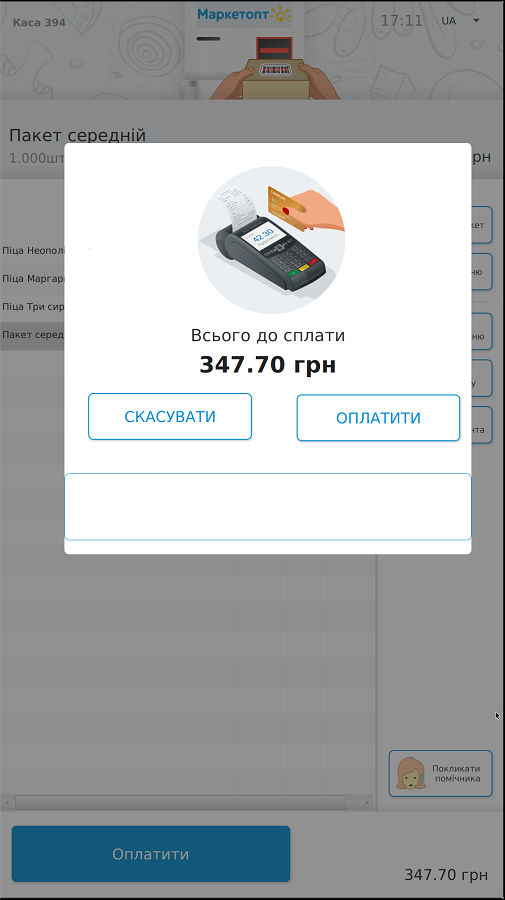 Каса 394
Маркетопт
17:11
UA
Пакет середній
1.000шт
рн
Піца Неополі
Піца Маргар
Піца Три сир
Пакет серед
кет
ню
ню
у
нта
42.30
Всього до сплати
347.70 грн
СКАСУВАТИ
ОПЛАТИТИ
Покликати
помічника
Оплатити
347.70 грн